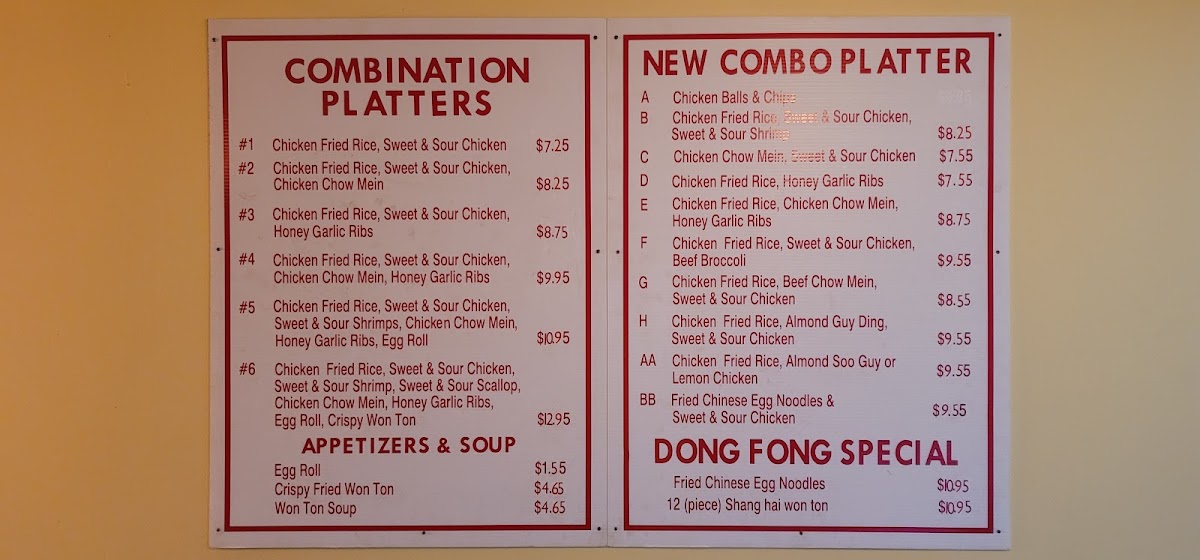 COMBINATION
PLATTERS
#1 Chicken Fried Rice, Sweet & Sour Chicken $7.25
#2 Chicken Fried Rice, Sweet & Sour Chicken,
Chicken Chow Mein $8.25
#3 Chicken Fried Rice, Sweet & Sour Chicken,
Honey Garlic Ribs $8.75
#4 Chicken Fried Rice, Sweet & Sour Chicken,
Chicken Chow Mein, Honey Garlic Ribs $9.95
#5 Chicken Fried Rice, Sweet & Sour Chicken,
Sweet & Sour Shrimps, Chicken Chow Mein,
Honey Garlic Ribs, Egg Roll $10.95
#6 Chicken Fried Rice, Sweet & Sour Chicken,
Sweet & Sour Shrimp, Sweet & Sour Scallop,
Chicken Chow Mein, Honey Garlic Ribs,
Egg Roll, Crispy Won Ton $12.95
APPETIZERS & SOUP
Egg Roll $1.55
Crispy Fried Won Ton $4.65
Won Ton Soup $4.65
NEW COMBO PLATTER
A Chicken Balls & Chips
B Chicken Fried Rice, Sweet & Sour Chicken,
Sweet & Sour Shrimp $8.25
C Chicken Chow Mein, Sweet & Sour Chicken $7.55
D Chicken Fried Rice, Honey Garlic Ribs $7.55
E Chicken Fried Rice, Chicken Chow Mein,
Honey Garlic Ribs $8.75
F Chicken Fried Rice, Sweet & Sour Chicken,
Beef Broccoli $9.55
G Chicken Fried Rice, Beef Chow Mein,
Sweet & Sour Chicken $8.55
H Chicken Fried Rice, Almond Guy Ding,
Sweet & Sour Chicken $9.55
AA Chicken Fried Rice, Almond Soo Guy or
Lemon Chicken $9.55
BB Fried Chinese Egg Noodles &
Sweet & Sour Chicken $9.55
DONG FONG SPECIAL
Fried Chinese Egg Noodles $10.95
12 (piece) Shang hai won ton $10.95